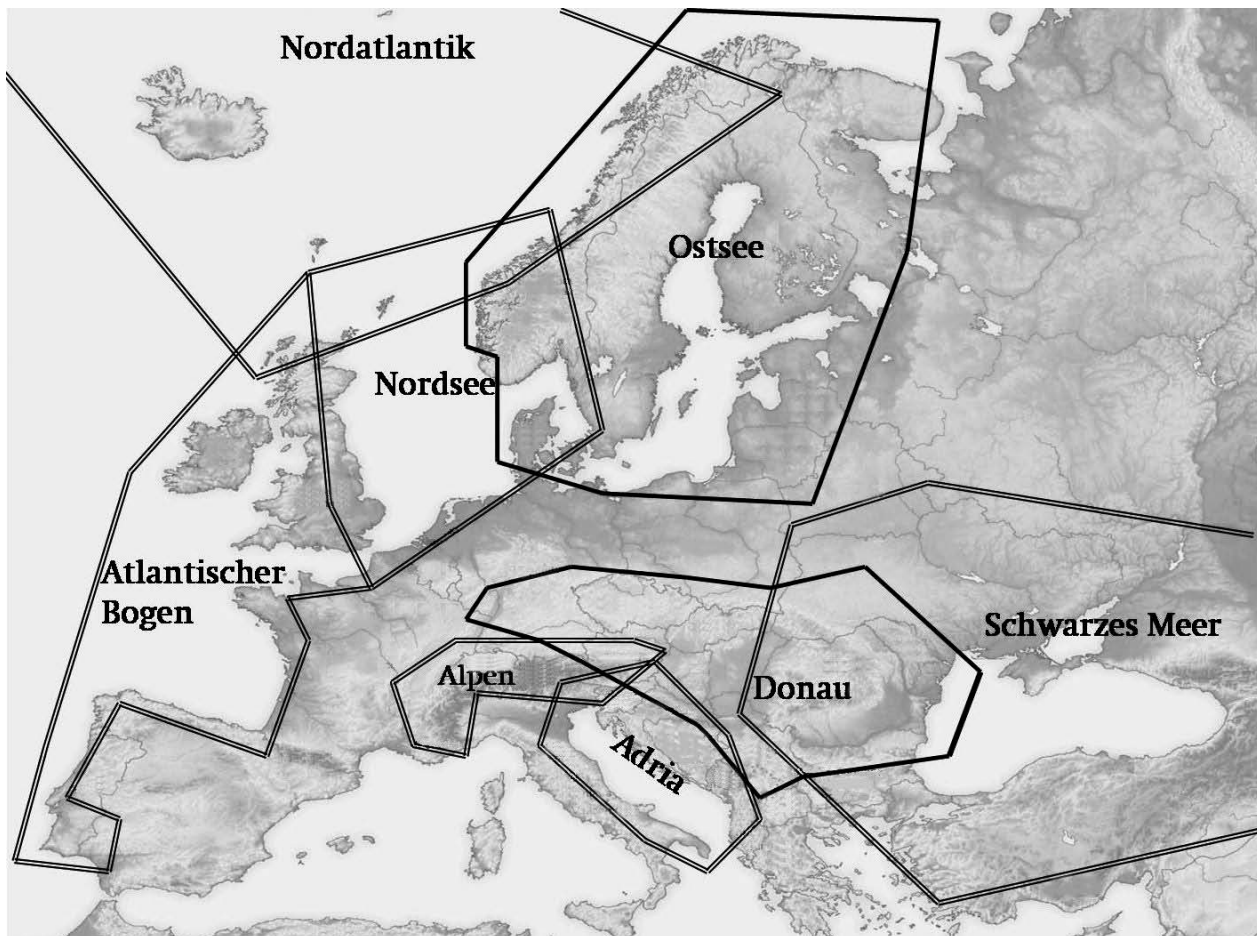 Nordatlantik
Ostsee
Nordsee
Atlantischer
Bogen
Schwarzes Meer
Alpen
Donau
Adria